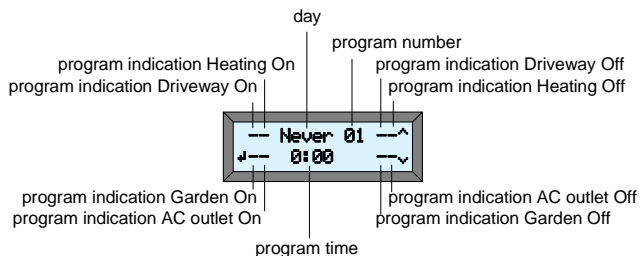 day
program number
program indication Heating On
program indication Driveway Off
program indication Driveway On
program indication Heating Off
-- Never 01 --^
↲-- 0:00 --⌄
program indication Garden On
program indication AC outlet Off
program indication AC outlet On
program indication Garden Off
program time